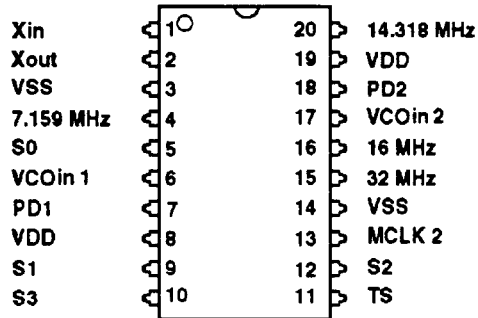 Xin 1 20 14.318 MHz
Xout 2 19 VDD
VSS 3 18 PD2
7.159 MHz 4 17 VCOin 2
S0 5 16 16 MHz
VCOin 1 6 15 32 MHz
PD1 7 14 VSS
VDD 8 13 MCLK 2
S1 9 12 S2
S3 10 11 TS